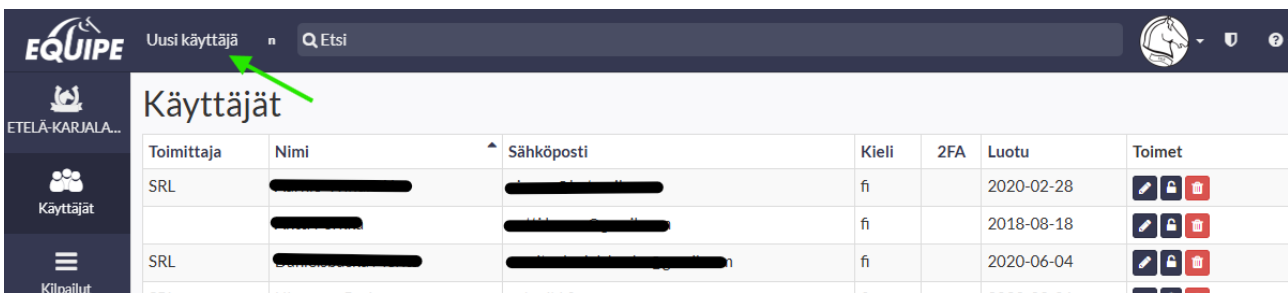 EQUIPE Uusi käyttäjä n Etsi
ETELÄ-KARJALA...
Käyttäjät
Kilpailut
Käyttäjät
Toimittaja Nimi Sähköposti Kieli 2FA Luotu Toimet
SRL fi 2020-02-28
fi 2018-08-18
SRL fi 2020-06-04